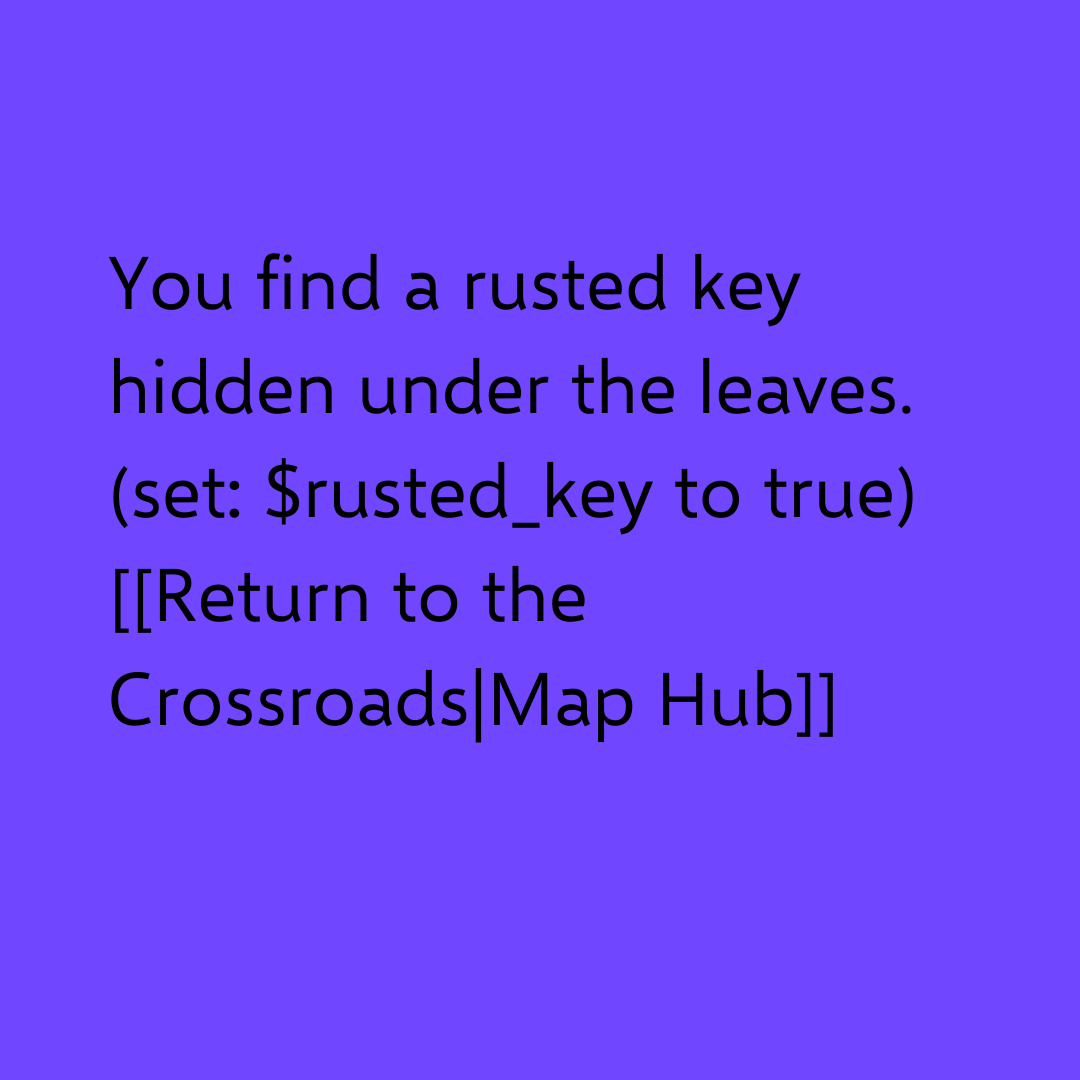 You find a rusted key
hidden under the leaves.
(set: $rusted_key to true)
[[Return to the
Crossroads|Map Hub]]